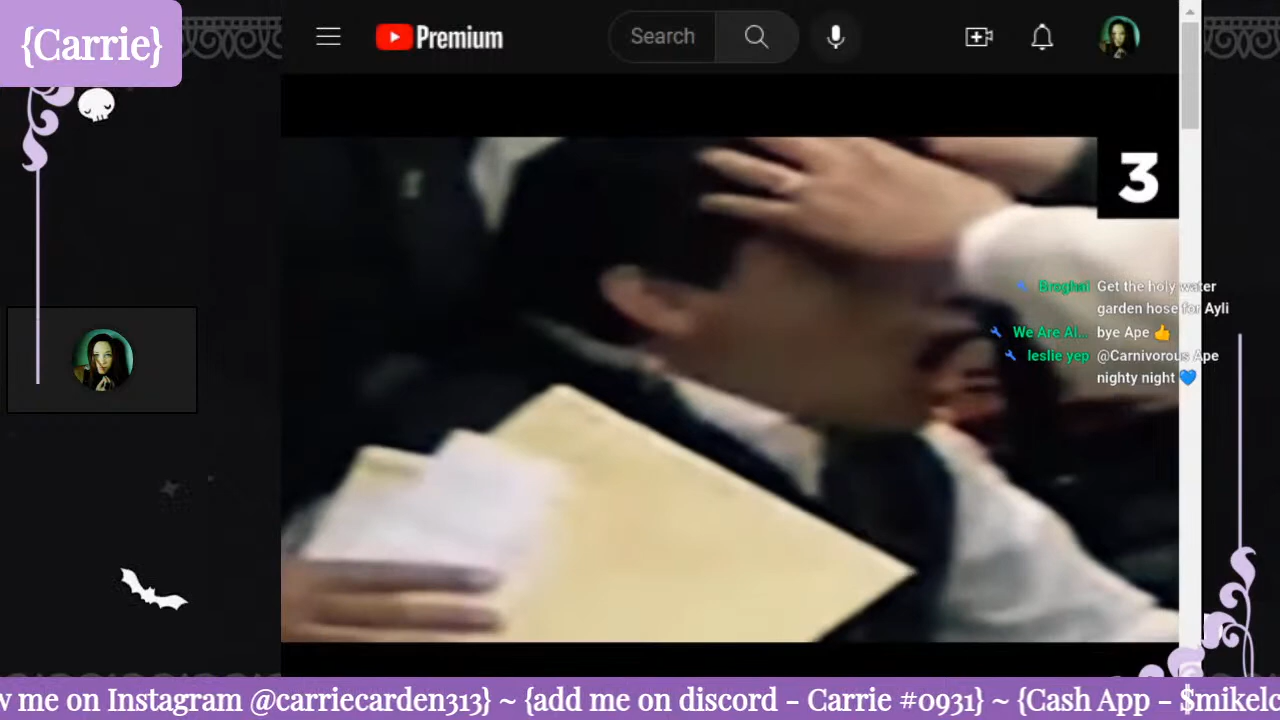 {Carrie}
Premium
Search
3
Broghal Get the holy water
garden hose for Ayli
We Are Al... bye Ape 👍
leslie yep @Carnivorous Ape
nighty night 💙
w me on Instagram @carriecarden313} ~ {add me on discord - Carrie #0931} ~ {Cash App - $mikelc